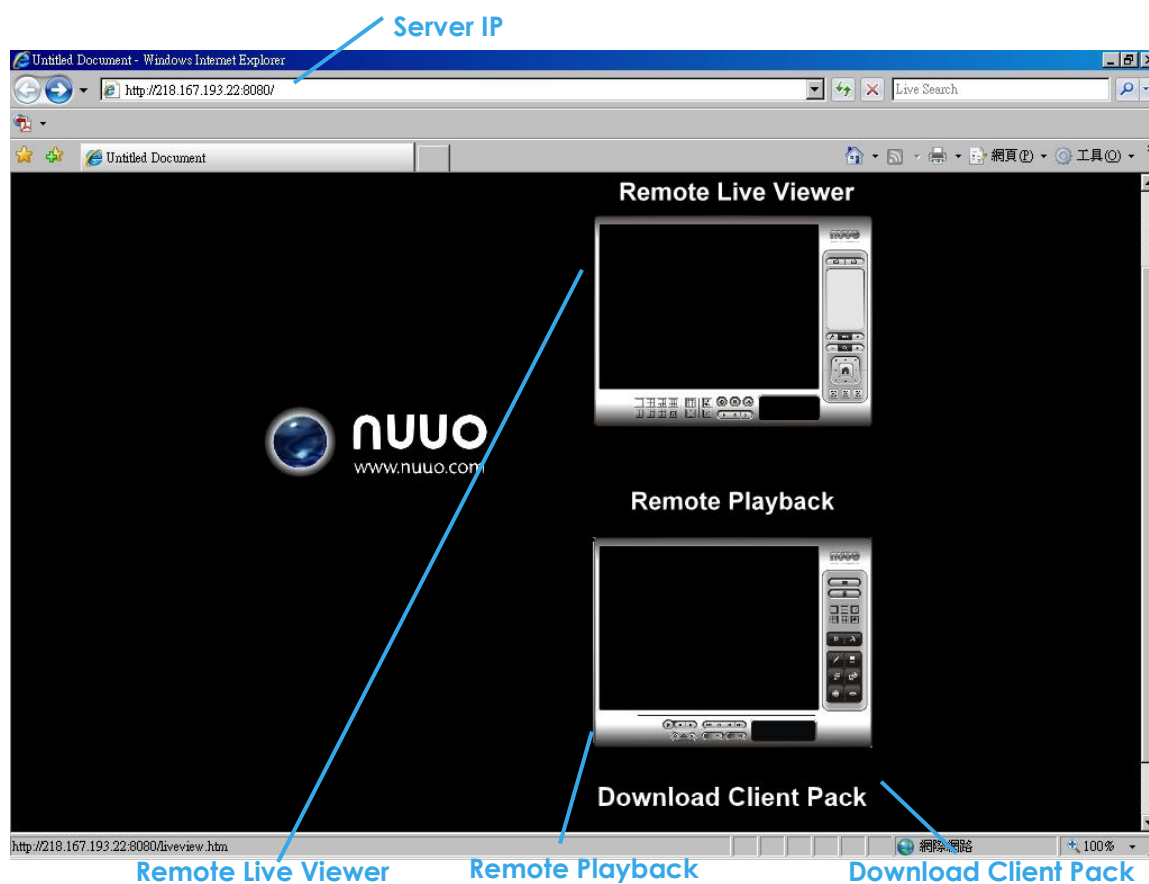 Server IP
Untitled Document - Windows Internet Explorer
http://218.167.193.22:8080/
Live Search
Untitled Document
網頁(P)
工具(O)
Remote Live Viewer
nuuo
nuuo
www.nuuo.com
Remote Playback
nuuo
Download Client Pack
http://218.167.193.22:8080/liveview.htm
網際網路
100%
Remote Live Viewer
Remote Playback
Download Client Pack